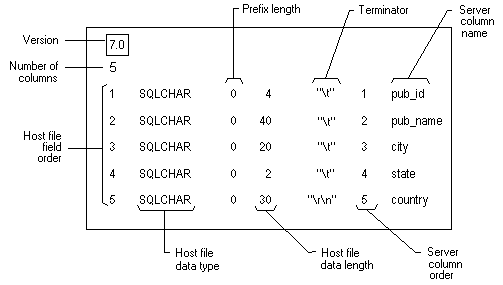 Prefix length Terminator Server column name
Version 7.0
Number of columns 5
Host file field order
1 SQLCHAR 0 4 "\t" 1 pub_id
2 SQLCHAR 0 40 "\t" 2 pub_name
3 SQLCHAR 0 20 "\t" 3 city
4 SQLCHAR 0 2 "\t" 4 state
5 SQLCHAR 0 30 "\r\n" 5 country
Host file data type Host file data length Server column order